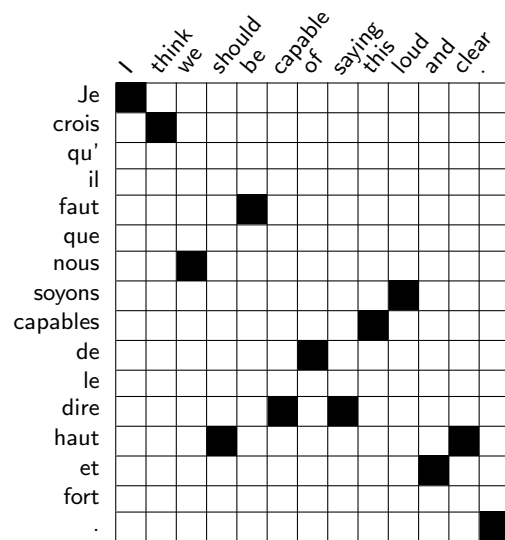 I think we should be capable of saying this loud and clear .
Je
crois
qu'
il
faut
que
nous
soyons
capables
de
le
dire
haut
et
fort
.